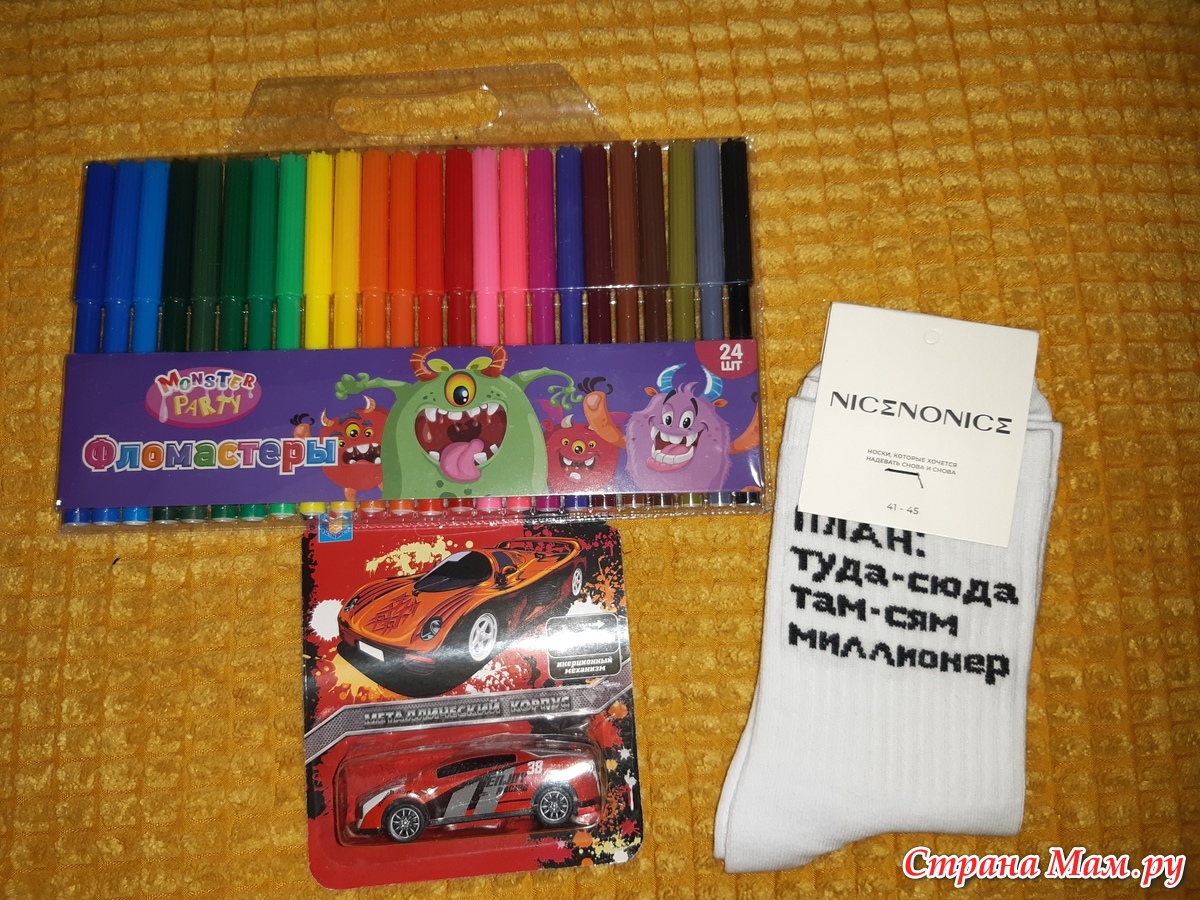 24
ШТ
MONSTER
PARTY
Фломастеры
NICΣNONICΣ
НОСКИ, КОТОРЫЕ ХОЧЕТСЯ
НАДЕВАТЬ СНОВА И СНОВА
41 - 45
ПЛАН:
туда-сюда
там-сям
миллионер
инерционный
механизм
МЕТАЛЛИЧЕСКИЙ КОРПУС
38
Страна Мам.ру